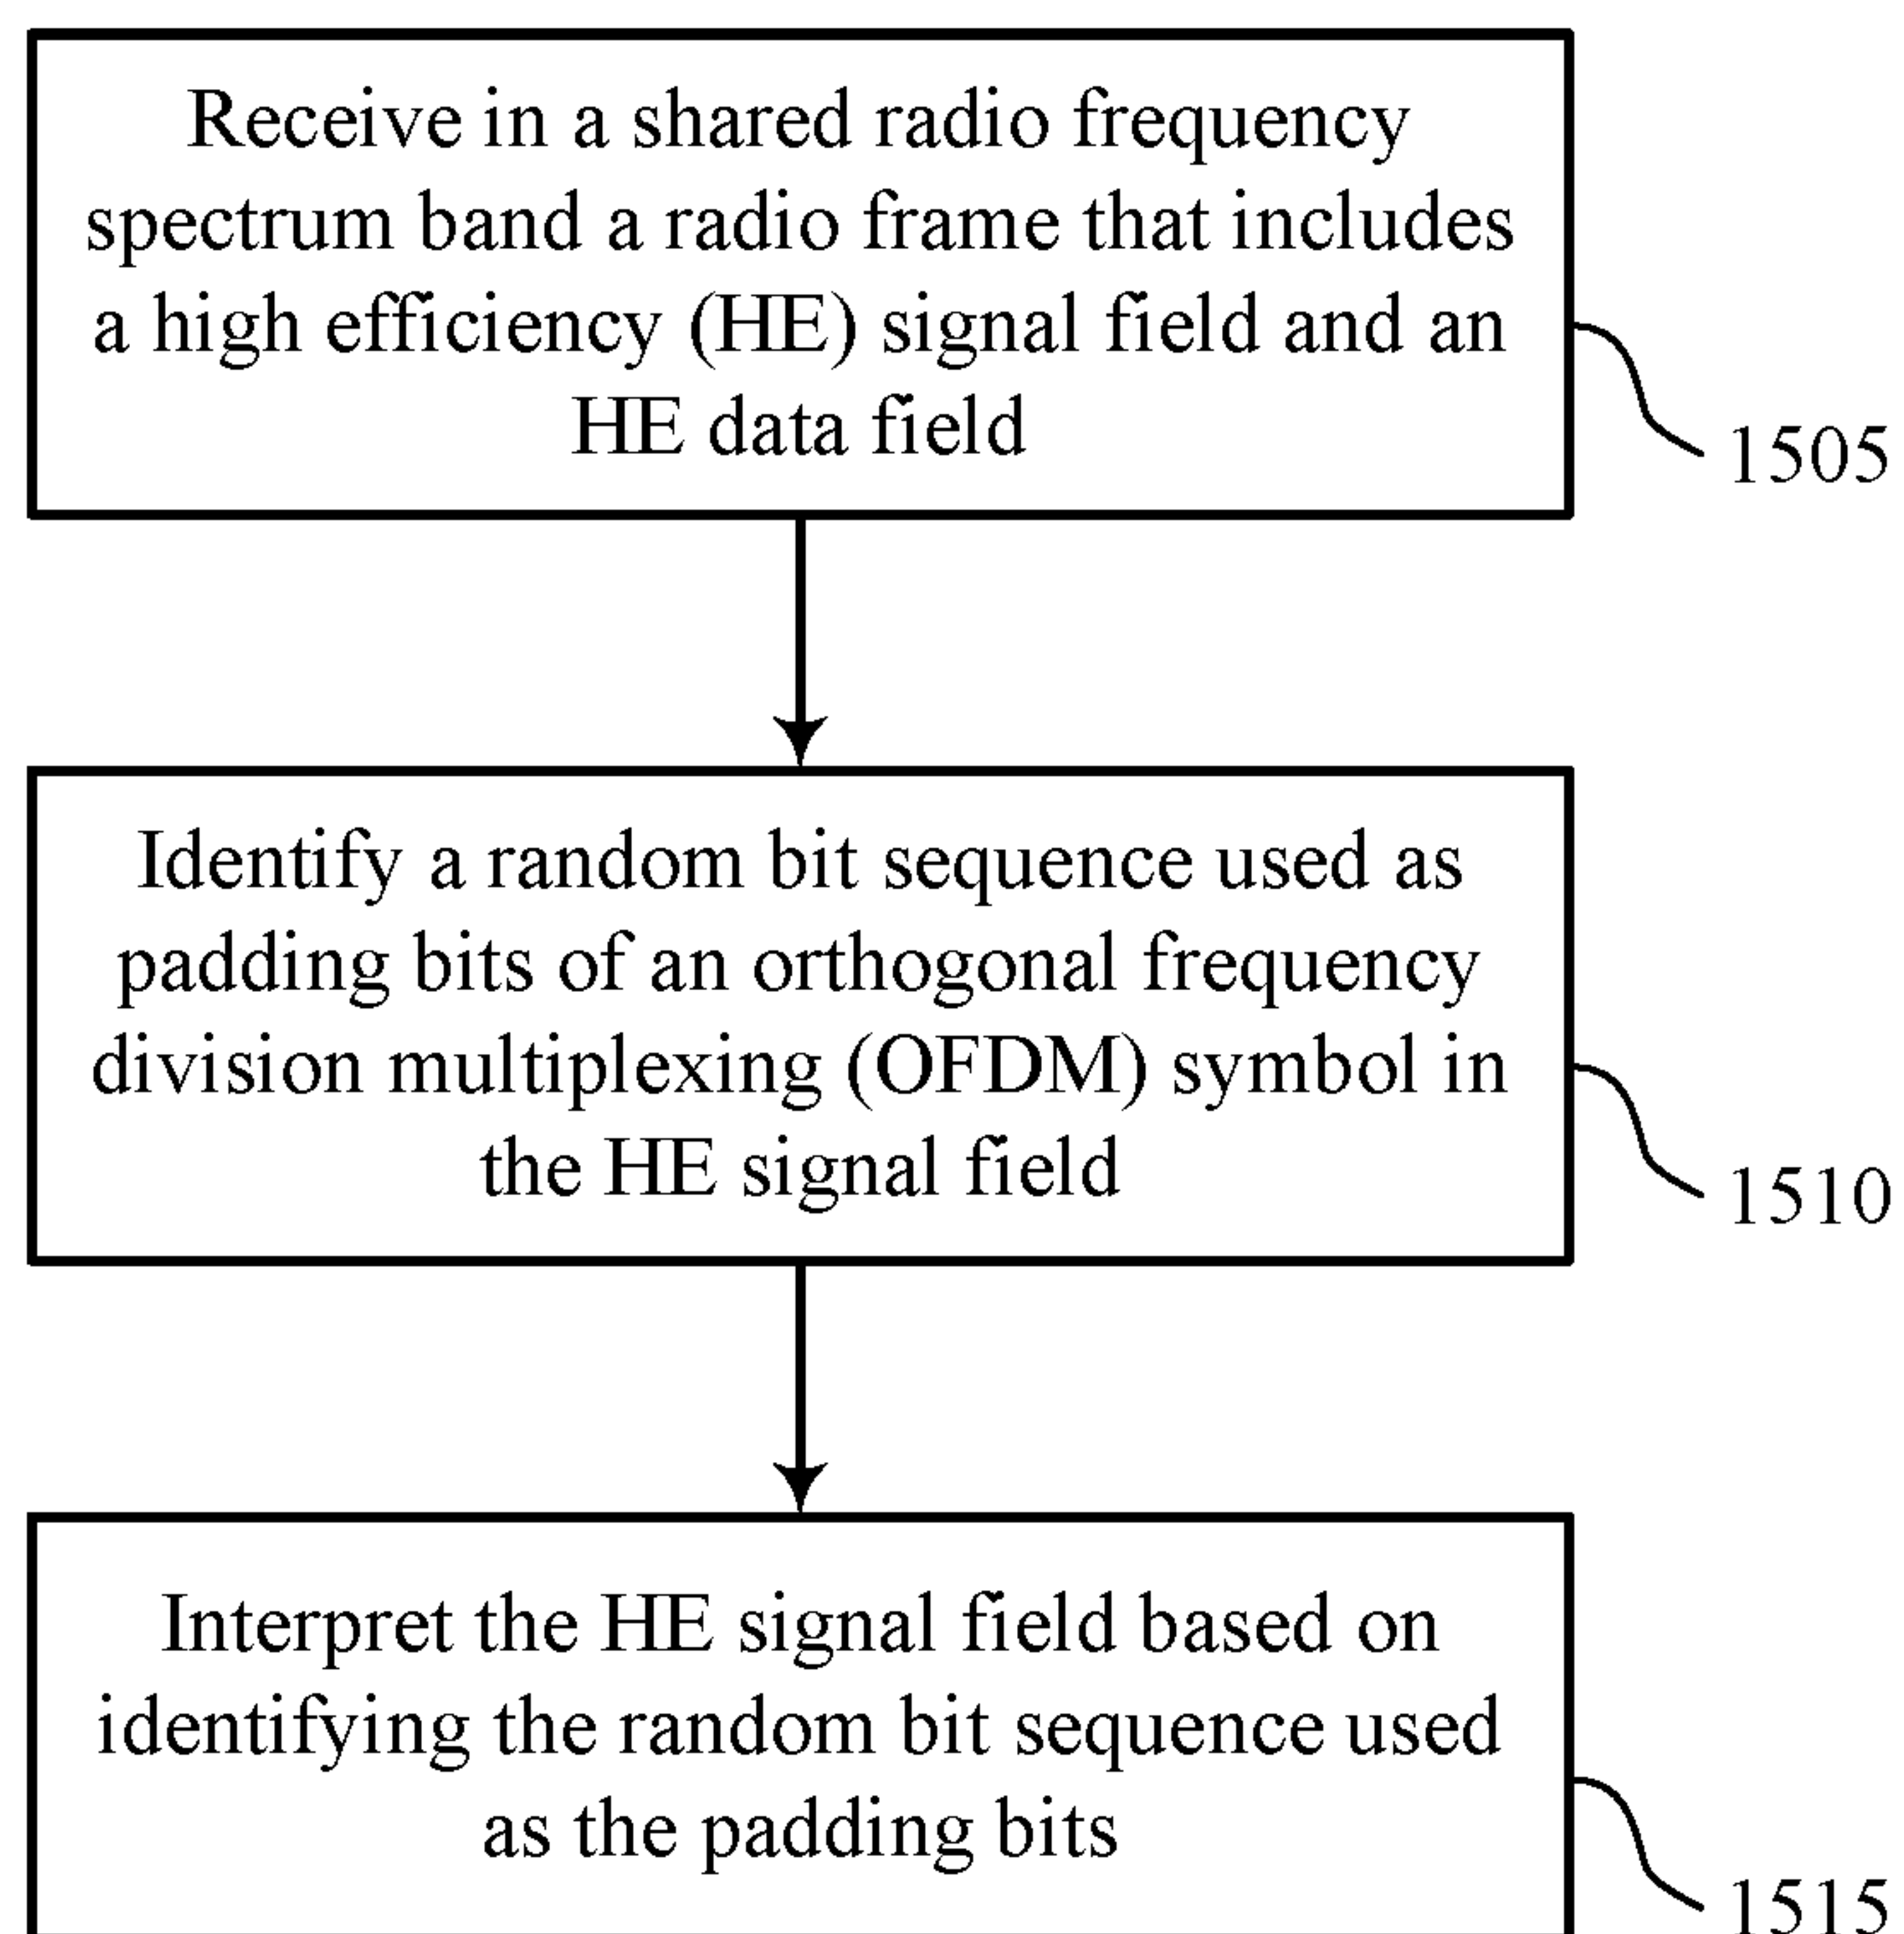 Receive in a shared radio frequency
spectrum band a radio frame that includes
a high efficiency (HE) signal field and an
HE data field
1505
Identify a random bit sequence used as
padding bits of an orthogonal frequency
division multiplexing (OFDM) symbol in
the HE signal field
1510
Interpret the HE signal field based on
identifying the random bit sequence used
as the padding bits
1515